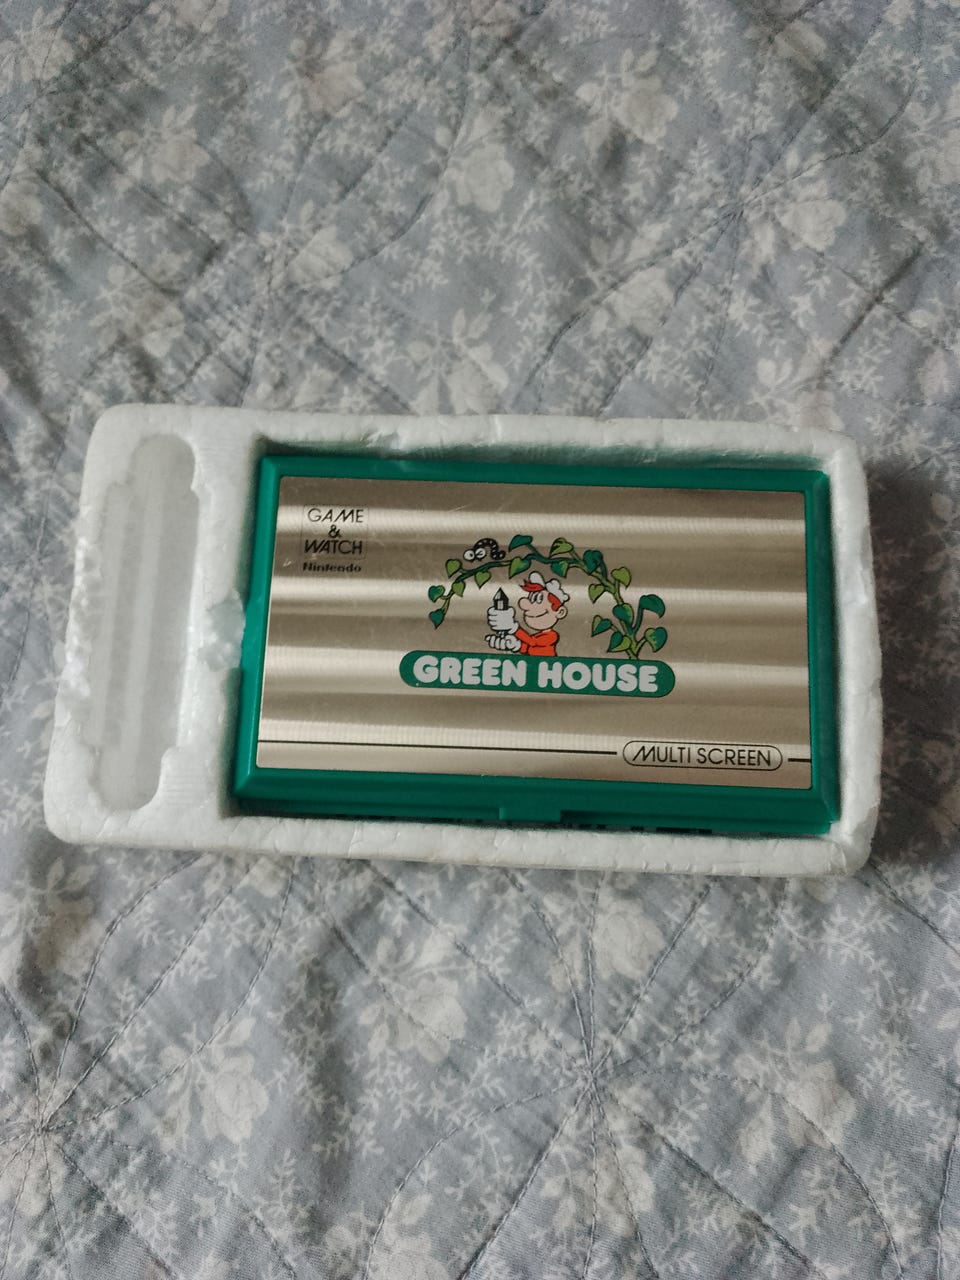 GAME
&
WATCH
Nintendo
GREEN HOUSE
MULTI SCREEN